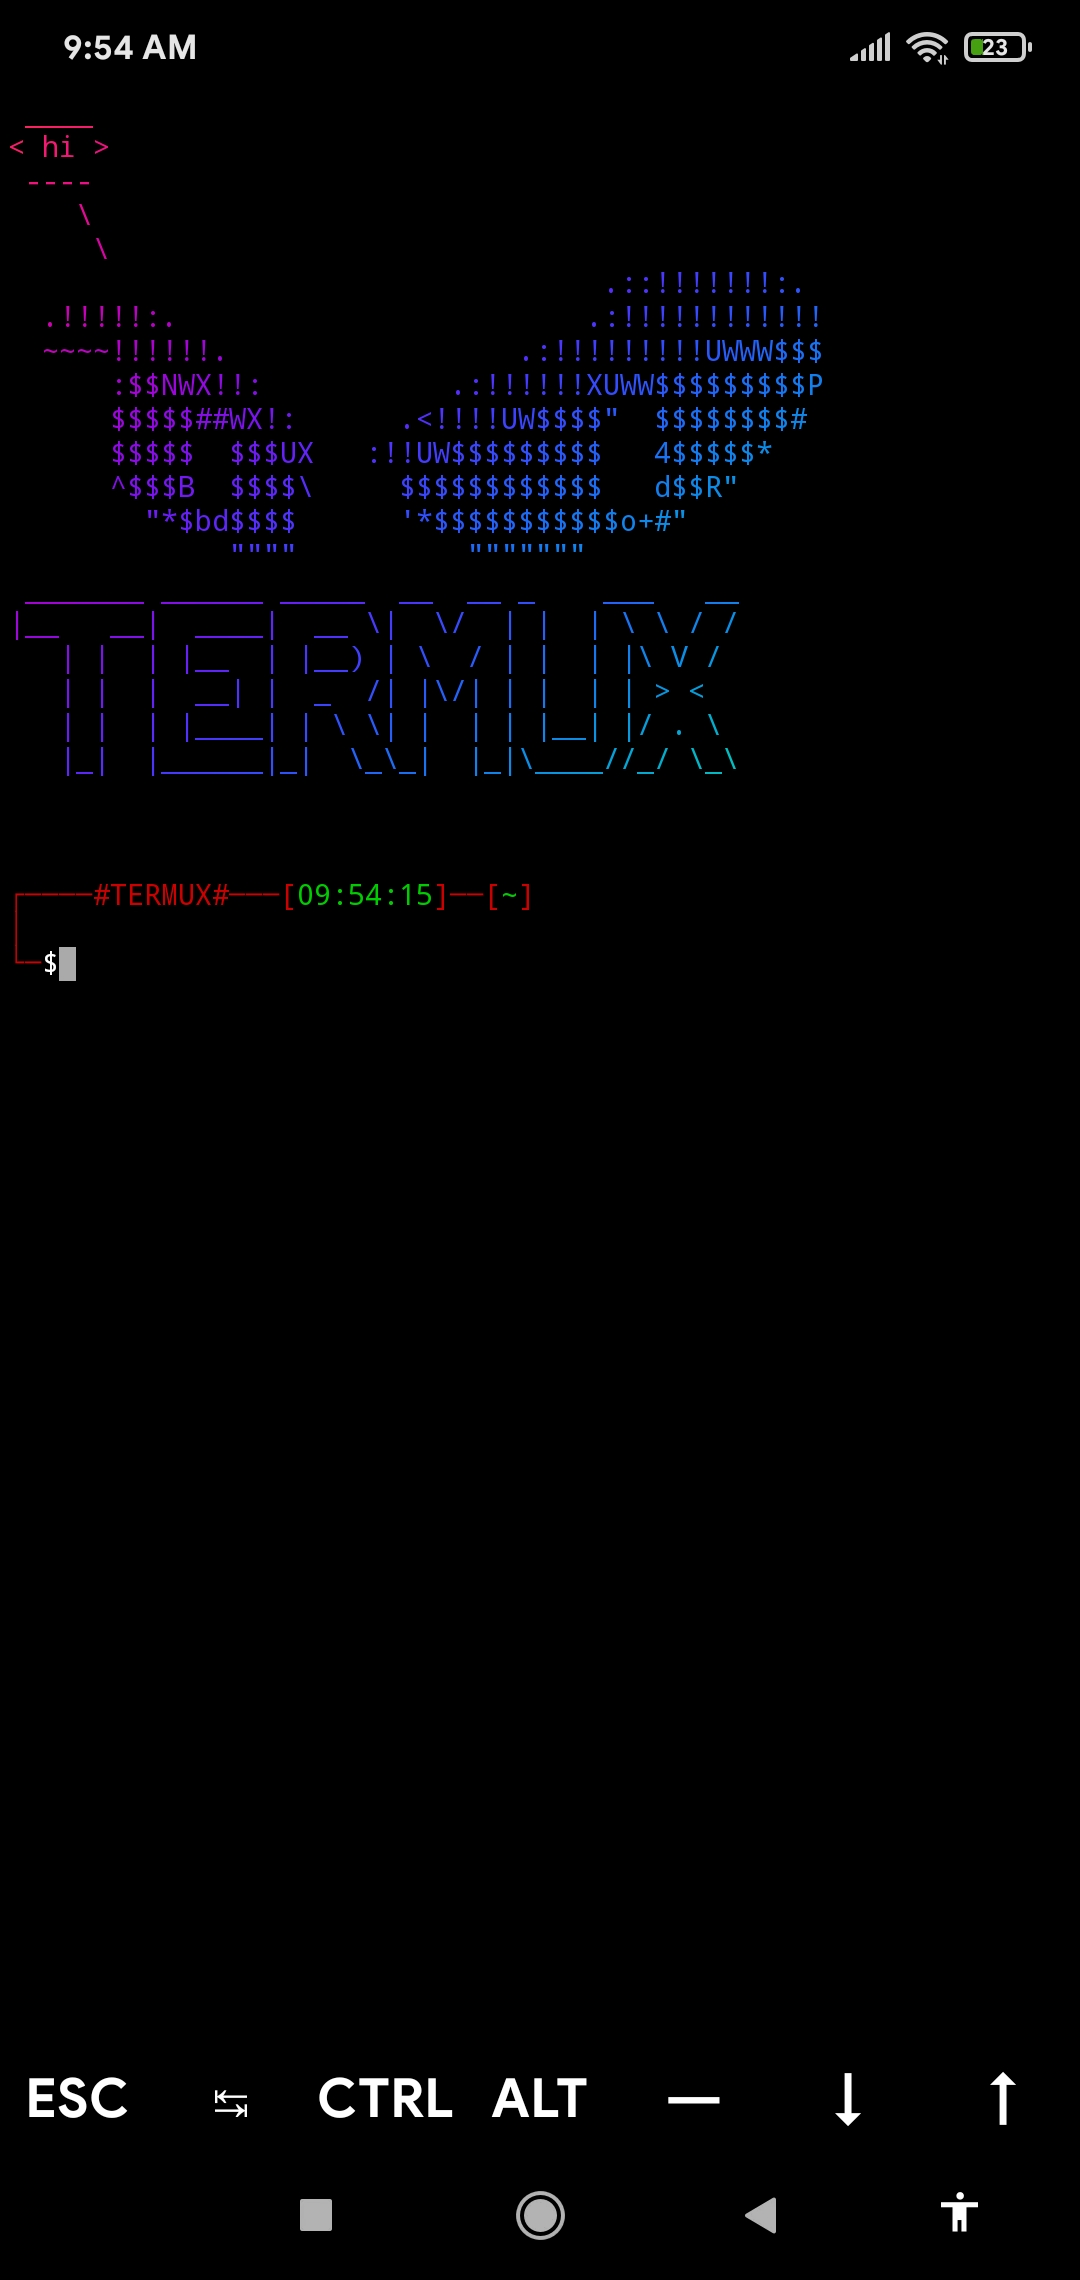 9:54 AM
23
 ____
< hi >
 ----
    \
     \
                                   .::!!!!!!!:.
  .!!!!!:.                        .:!!!!!!!!!!!!
  ~~~~!!!!!!.                 .:!!!!!!!!!UWWW$$$
      :$$NWX!!:           .:!!!!!!XUWW$$$$$$$$$P
      $$$$$##WX!:      .<!!!!UW$$$$"  $$$$$$$$#
      $$$$$  $$$UX   :!!UW$$$$$$$$$   4$$$$$*
      ^$$$B  $$$$\     $$$$$$$$$$$$   d$$R"
        "*$bd$$$$      '*$$$$$$$$$$$o+#"
             """"          """""""
TERMUX
#TERMUX# [09:54:15] [~]
$
ESC ↹ CTRL ALT — ↓ ↑